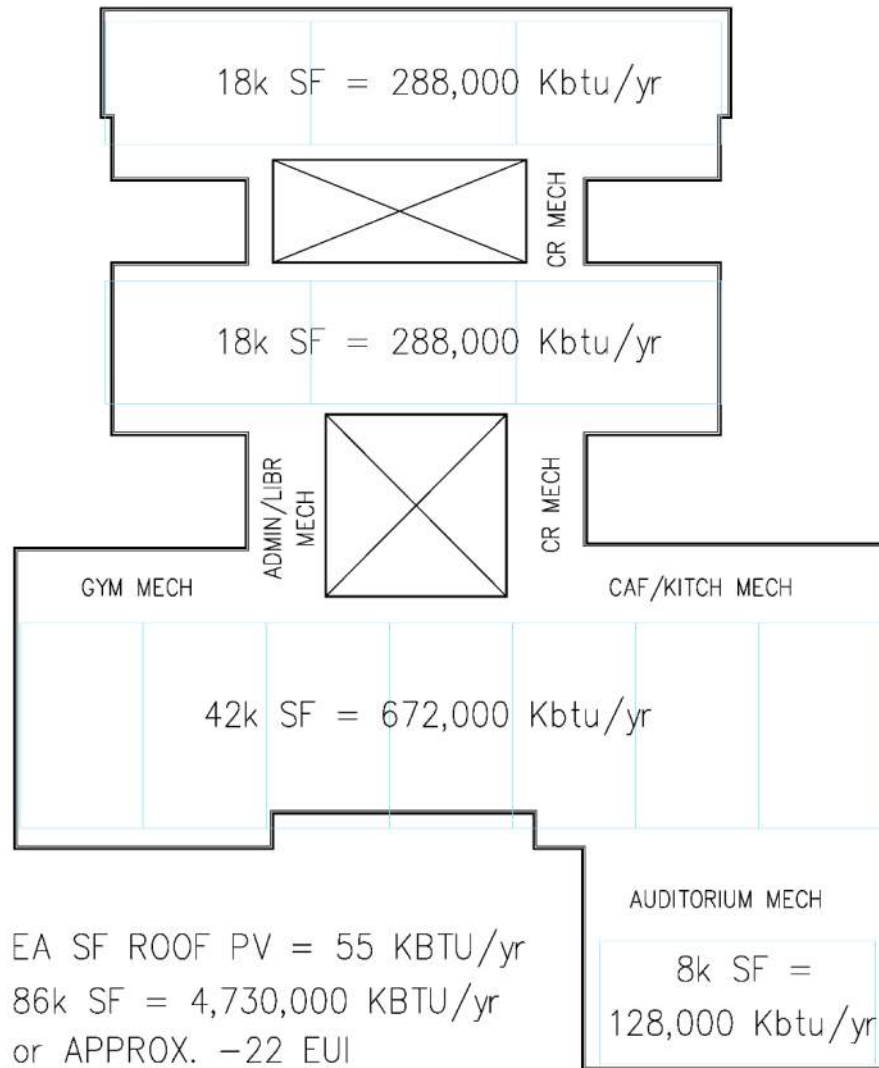 18k SF = 288,000 Kbtu/yr
CR MECH
18k SF = 288,000 Kbtu/yr
ADMIN/LIBR
MECH
CR MECH
GYM MECH
CAF/KITCH MECH
42k SF = 672,000 Kbtu/yr
AUDITORIUM MECH
8k SF =
128,000 Kbtu/yr
EA SF ROOF PV = 55 KBTU/yr
86k SF = 4,730,000 KBTU/yr
or APPROX. -22 EUI